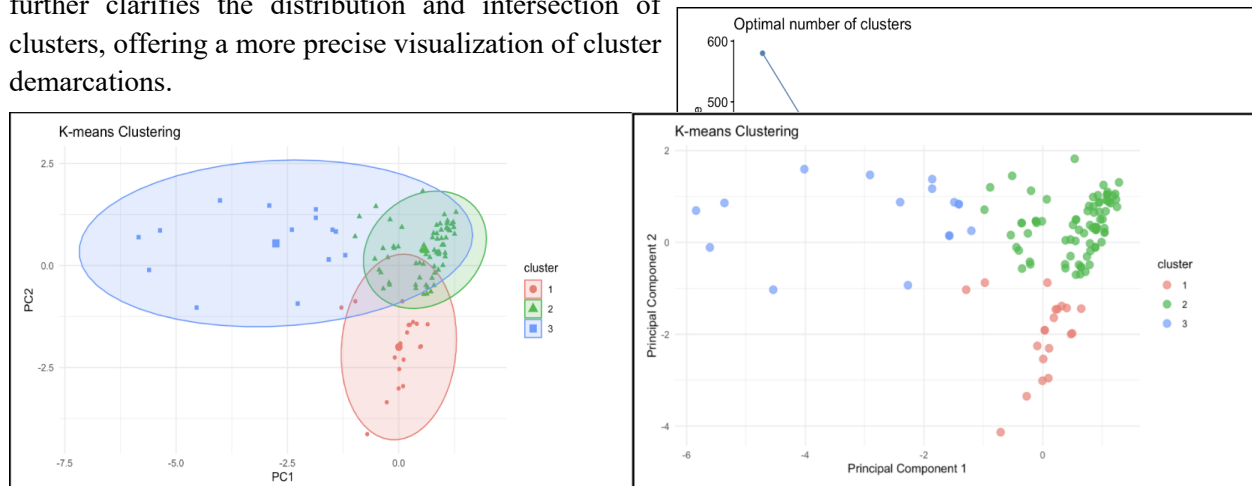 further clarifies the distribution and intersection of
clusters, offering a more precise visualization of cluster
demarcations.
Optimal number of clusters
600
500
K-means Clustering
2.5
0.0
-2.5
PC2
-7.5 -5.0 -2.5 0.0
PC1
cluster
1
2
3
K-means Clustering
2
0
-2
-4
Principal Component 2
-6 -4 -2 0
Principal Component 1
cluster
1
2
3